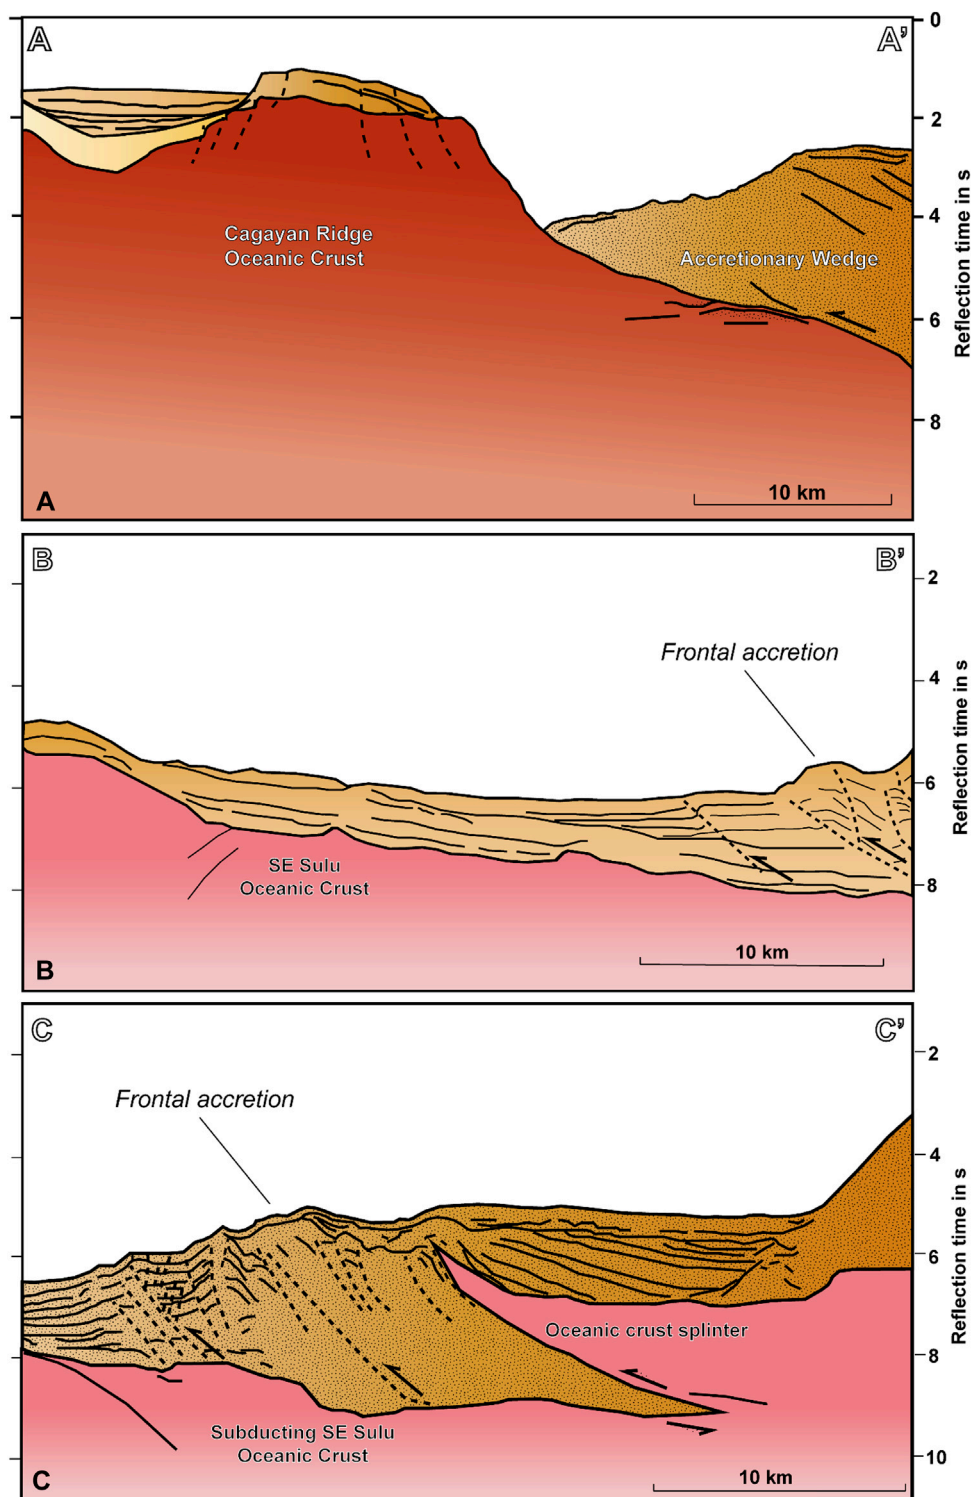 A
A'
0
2
4
6
8
Reflection time in s
Cagayan Ridge
Oceanic Crust
Accretionary Wedge
10 km
A
B
B'
2
4
6
8
Reflection time in s
Frontal accretion
SE Sulu
Oceanic Crust
10 km
B
C
C'
2
4
6
8
10
Reflection time in s
Frontal accretion
Oceanic crust splinter
Subducting SE Sulu
Oceanic Crust
10 km
C